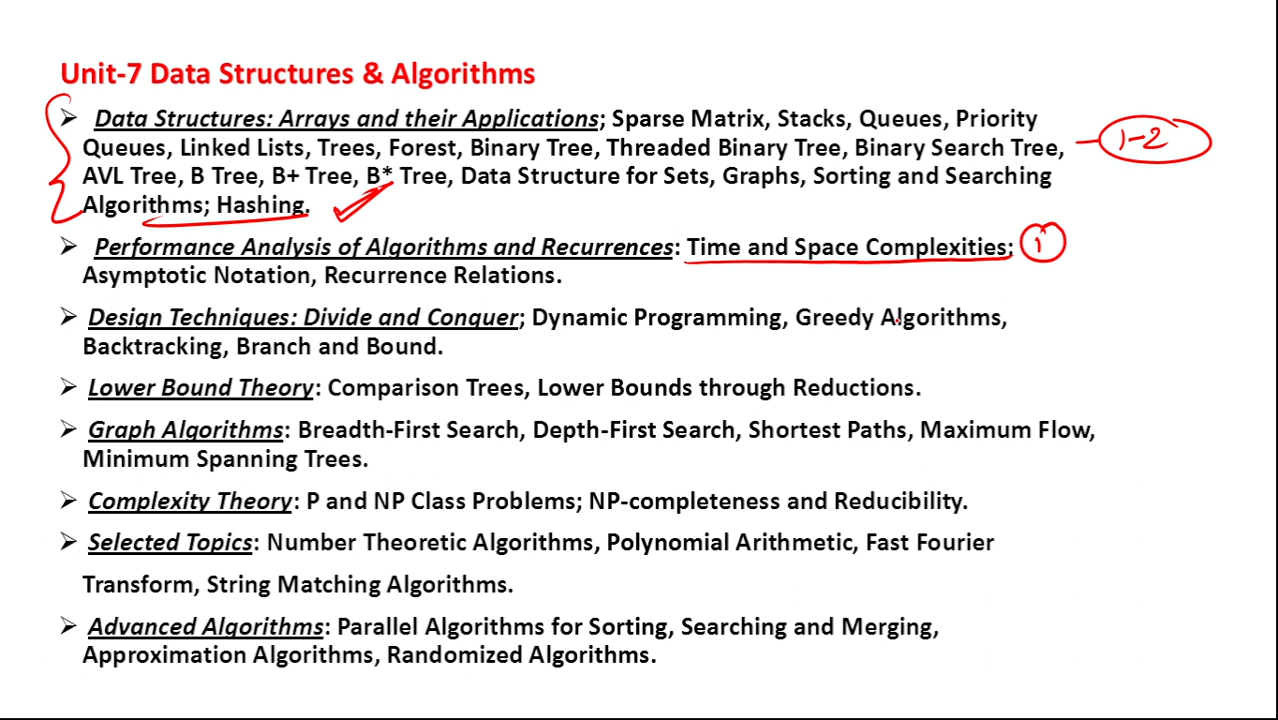 Unit-7 Data Structures & Algorithms
➢ Data Structures: Arrays and their Applications; Sparse Matrix, Stacks, Queues, Priority
Queues, Linked Lists, Trees, Forest, Binary Tree, Threaded Binary Tree, Binary Search Tree,
1-2
AVL Tree, B Tree, B+ Tree, B* Tree, Data Structure for Sets, Graphs, Sorting and Searching
Algorithms; Hashing.
➢ Performance Analysis of Algorithms and Recurrences: Time and Space Complexities; 1
Asymptotic Notation, Recurrence Relations.
➢ Design Techniques: Divide and Conquer; Dynamic Programming, Greedy Algorithms,
Backtracking, Branch and Bound.
➢ Lower Bound Theory: Comparison Trees, Lower Bounds through Reductions.
➢ Graph Algorithms: Breadth-First Search, Depth-First Search, Shortest Paths, Maximum Flow,
Minimum Spanning Trees.
➢ Complexity Theory: P and NP Class Problems; NP-completeness and Reducibility.
➢ Selected Topics: Number Theoretic Algorithms, Polynomial Arithmetic, Fast Fourier
Transform, String Matching Algorithms.
➢ Advanced Algorithms: Parallel Algorithms for Sorting, Searching and Merging,
Approximation Algorithms, Randomized Algorithms.